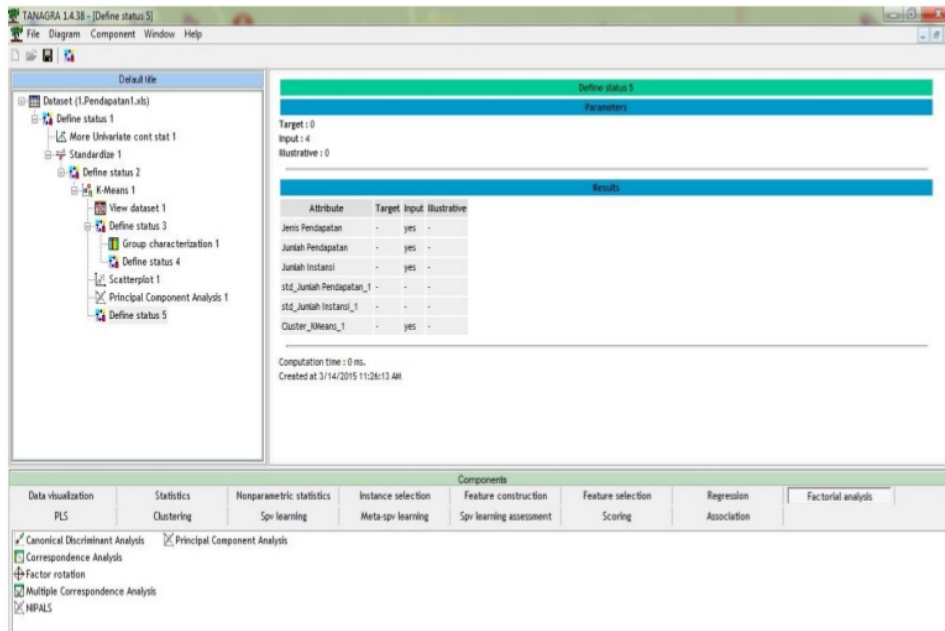 TANAGRA 1.4.38 - [Define status 5]
File Diagram Component Window Help
Default title
Dataset (1.Pendapatan1.xls)
Define status 1
More Univariate cont stat 1
Standardize 1
Define status 2
K-Means 1
View dataset 1
Define status 3
Group characterization 1
Define status 4
Scatterplot 1
Principal Component Analysis 1
Define status 5
Define status 5
Parameters
Target : 0
Input : 4
Illustrative : 0
Results
Attribute Target Input Illustrative
Jenis Pendapatan - yes -
Jumlah Pendapatan - yes -
Jumlah Instansi - yes -
std_Jumlah Pendapatan_1 - - -
std_Jumlah Instansi_1 - - -
Cluster_KMeans_1 - yes -
Computation time : 0 ms.
Created at 3/14/2015 11:26:13 AM
Components
Data visualization Statistics Nonparametric statistics Instance selection Feature construction Feature selection Regression Factorial analysis
PLS Clustering Spv learning Meta-spv learning Spv learning assessment Scoring Association
Canonical Discriminant Analysis Principal Component Analysis
Correspondence Analysis
Factor rotation
Multiple Correspondence Analysis
NIPALS